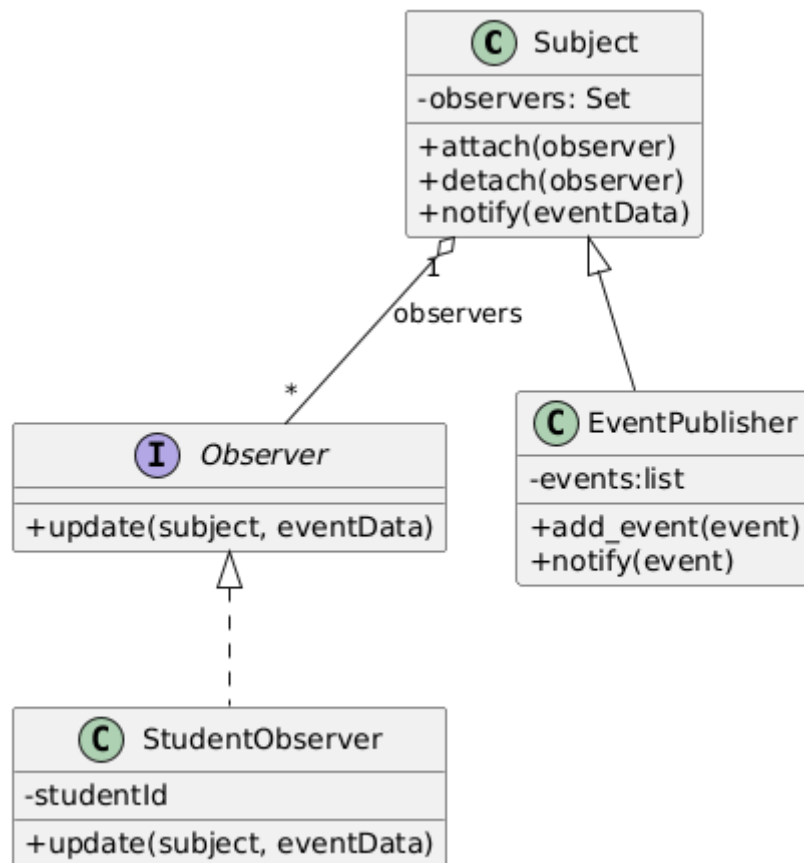 C Subject
-observers: Set
+attach(observer)
+detach(observer)
+notify(eventData)
1
observers
*
I Observer
+update(subject, eventData)
C EventPublisher
-events:list
+add_event(event)
+notify(event)
C StudentObserver
-studentId
+update(subject, eventData)